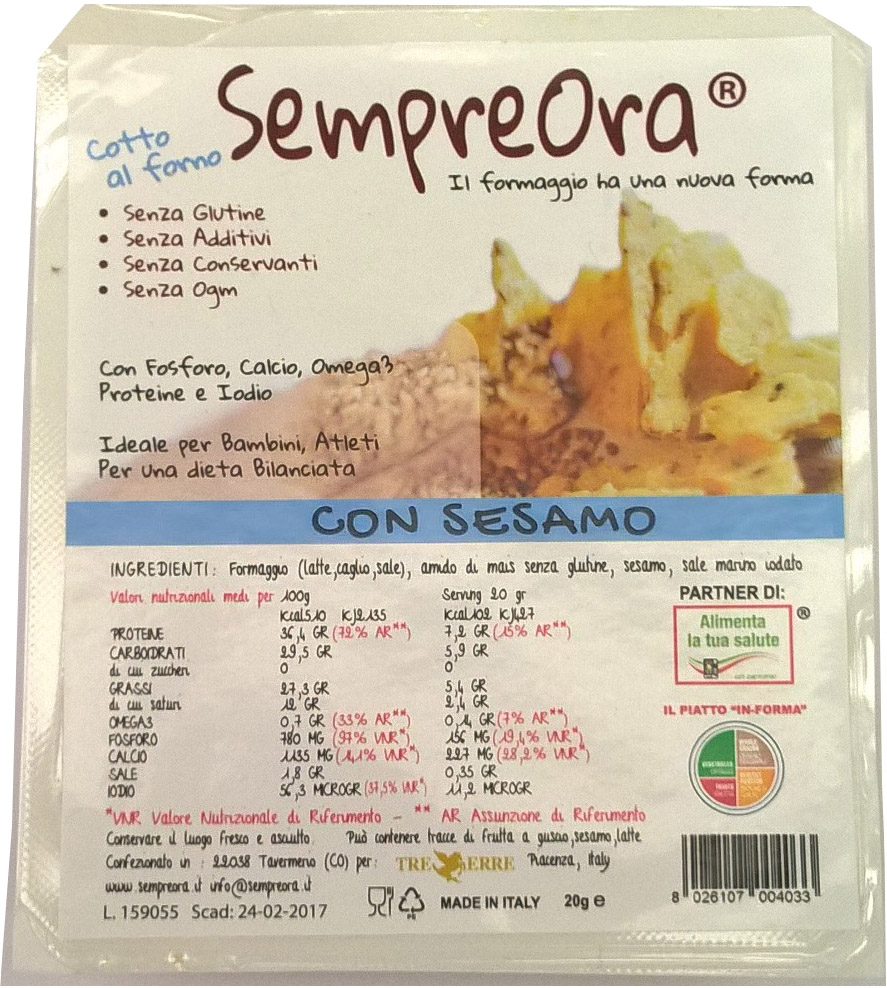 SempreOra®
Cotto
al forno
Il formaggio ha una nuova forma
• Senza Glutine
• Senza Additivi
• Senza Conservanti
• Senza Ogm
Con Fosforo, Calcio, Omega3
Proteine e Iodio
Ideale per Bambini, Atleti
Per una dieta Bilanciata
CON SESAMO
INGREDIENTI: Formaggio (latte,caglio,sale), amido di mais senza glutine, sesamo, sale marino iodato
Valori nutrizionali medi per 100g Serving 20 gr
Kcal510 KJ2135 Kcal102 KJ427
PROTEINE 36,4 GR (72% AR**) 7,2 GR (15% AR**)
CARBOIDRATI 29,5 GR 5,9 GR
di cui zuccheri 0 0
GRASSI 27,3 GR 5,4 GR
di cui saturi 12 GR 2,4 GR
OMEGA3 0,7 GR (33% AR**) 0,14 GR (7% AR**)
FOSFORO 780 MG (97% VNR*) 156 MG (19,4% VNR*)
CALCIO 1135 MG (141% VNR*) 227 MG (28,2% VNR*)
SALE 1,8 GR 0,35 GR
IODIO 56,3 MICROGR (37,5% VNR*) 11,2 MICROGR
PARTNER DI:
Alimenta ®
la tua salute
IL PIATTO "IN-FORMA"
*VNR Valore Nutrizionale di Riferimento - ** AR Assunzione di Riferimento
Conservare il luogo fresco e asciutto Può contenere tracce di frutta a guscio,sesamo,latte
Confezionato in : 22038 Tavernerio (CO) per: TRE ERRE Piacenza, Italy
www.sempreora.it info@sempreora.it
L. 159055 Scad: 24-02-2017
MADE IN ITALY 20g e
8 026107 004033